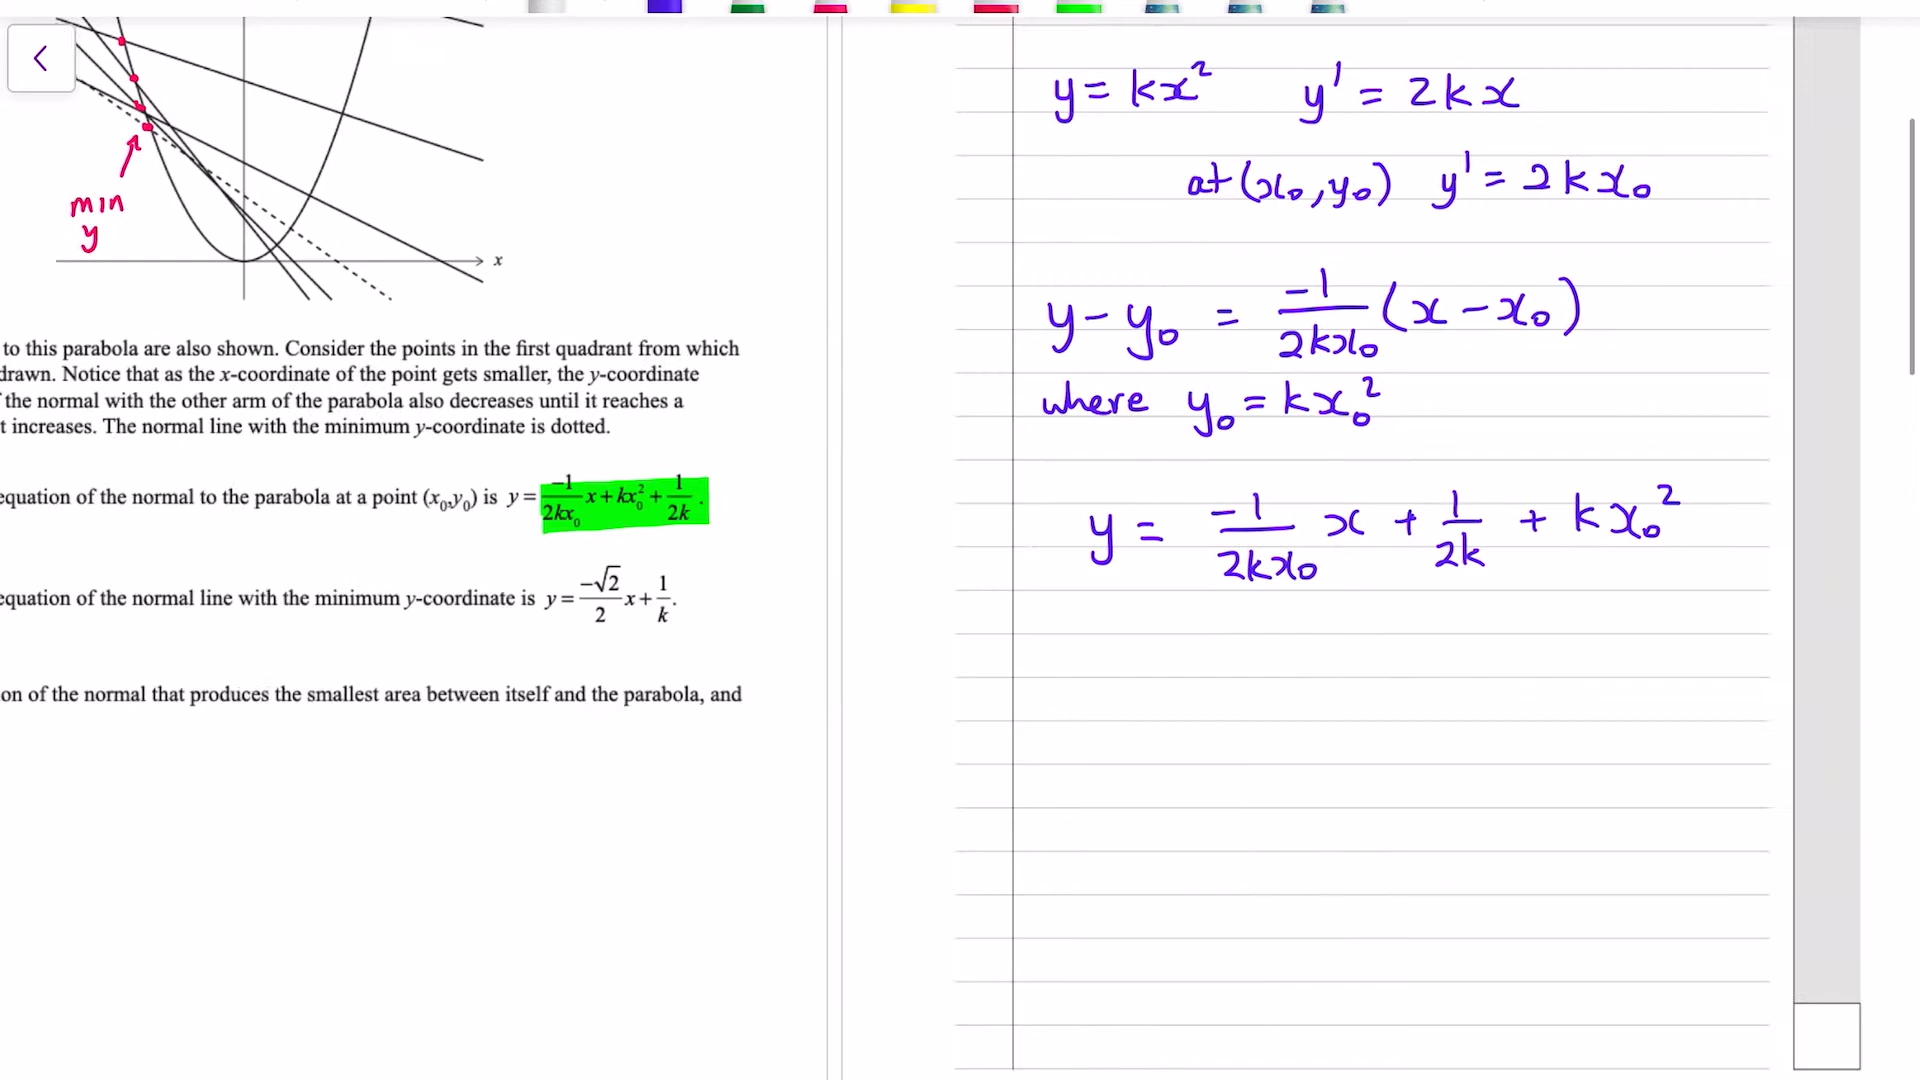 <
min
y
x
to this parabola are also shown. Consider the points in the first quadrant from which
drawn. Notice that as the x-coordinate of the point gets smaller, the y-coordinate
the normal with the other arm of the parabola also decreases until it reaches a
t increases. The normal line with the minimum y-coordinate is dotted.
equation of the normal to the parabola at a point (x₀,y₀) is y = -1/(2kx₀) x + kx₀² + 1/(2k).
equation of the normal line with the minimum y-coordinate is y = -√2/2 x + 1/k.
on of the normal that produces the smallest area between itself and the parabola, and
y = kx²   y' = 2kx
at (x₀, y₀)   y' = 2kx₀
y - y₀ = -1/(2kx₀) (x - x₀)
where y₀ = kx₀²
y = -1/(2kx₀) x + 1/(2k) + kx₀²